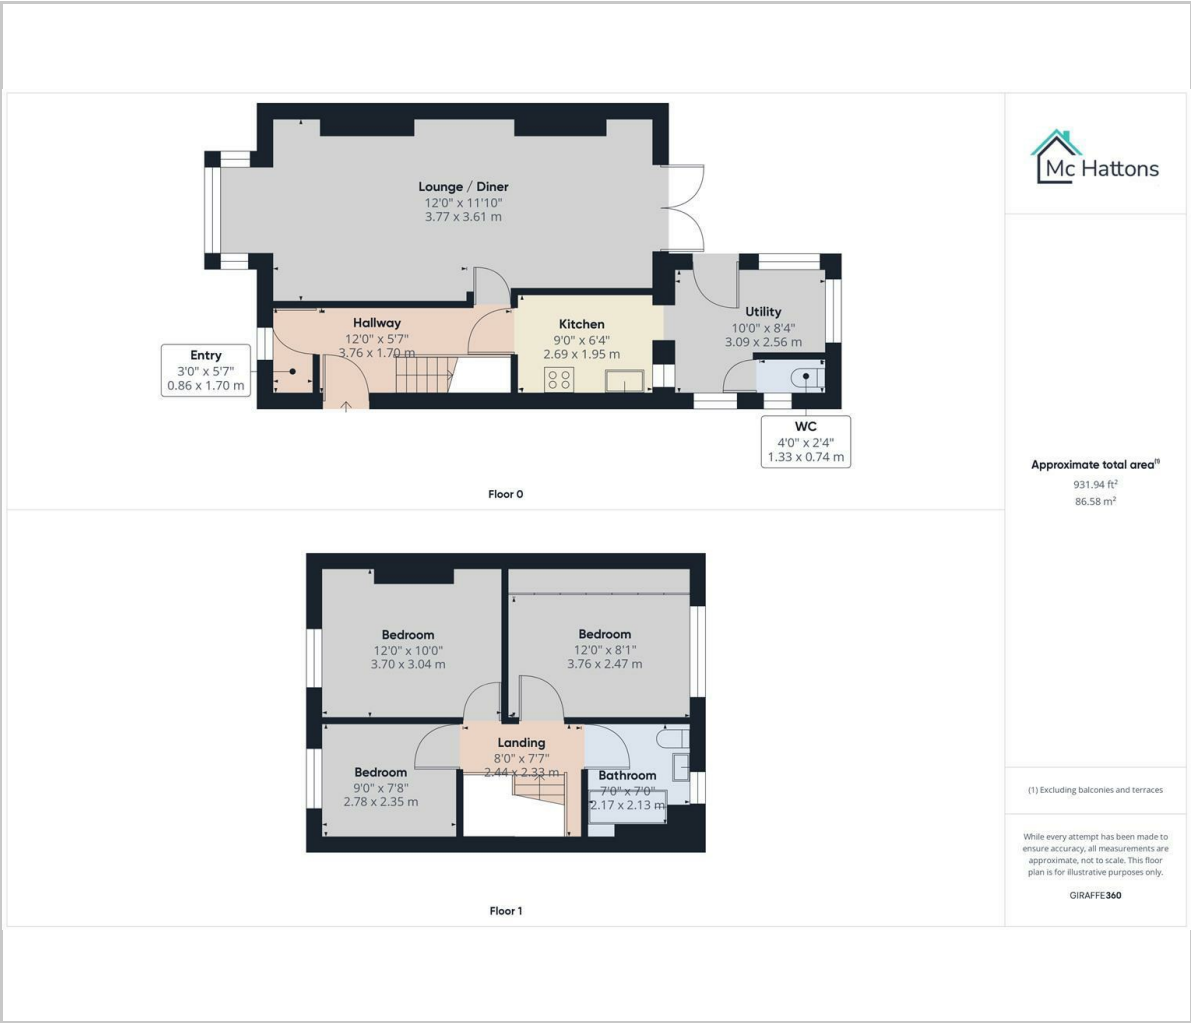 Mc Hattons
Lounge / Diner
12'0" x 11'10"
3.77 x 3.61 m
Hallway
12'0" x 5'7"
3.76 x 1.70 m
Kitchen
9'0" x 6'4"
2.69 x 1.95 m
Utility
10'0" x 8'4"
3.09 x 2.56 m
Entry
3'0" x 5'7"
0.86 x 1.70 m
WC
4'0" x 2'4"
1.33 x 0.74 m
Floor 0
Approximate total area⁽¹⁾
931.94 ft²
86.58 m²
Bedroom
12'0" x 10'0"
3.70 x 3.04 m
Bedroom
12'0" x 8'1"
3.76 x 2.47 m
Landing
8'0" x 7'7"
2.44 x 2.33 m
Bedroom
9'0" x 7'8"
2.78 x 2.35 m
Bathroom
7'0" x 7'0"
2.17 x 2.13 m
Floor 1
(1) Excluding balconies and terraces
While every attempt has been made to
ensure accuracy, all measurements are
approximate, not to scale. This floor
plan is for illustrative purposes only.
GIRAFFE360